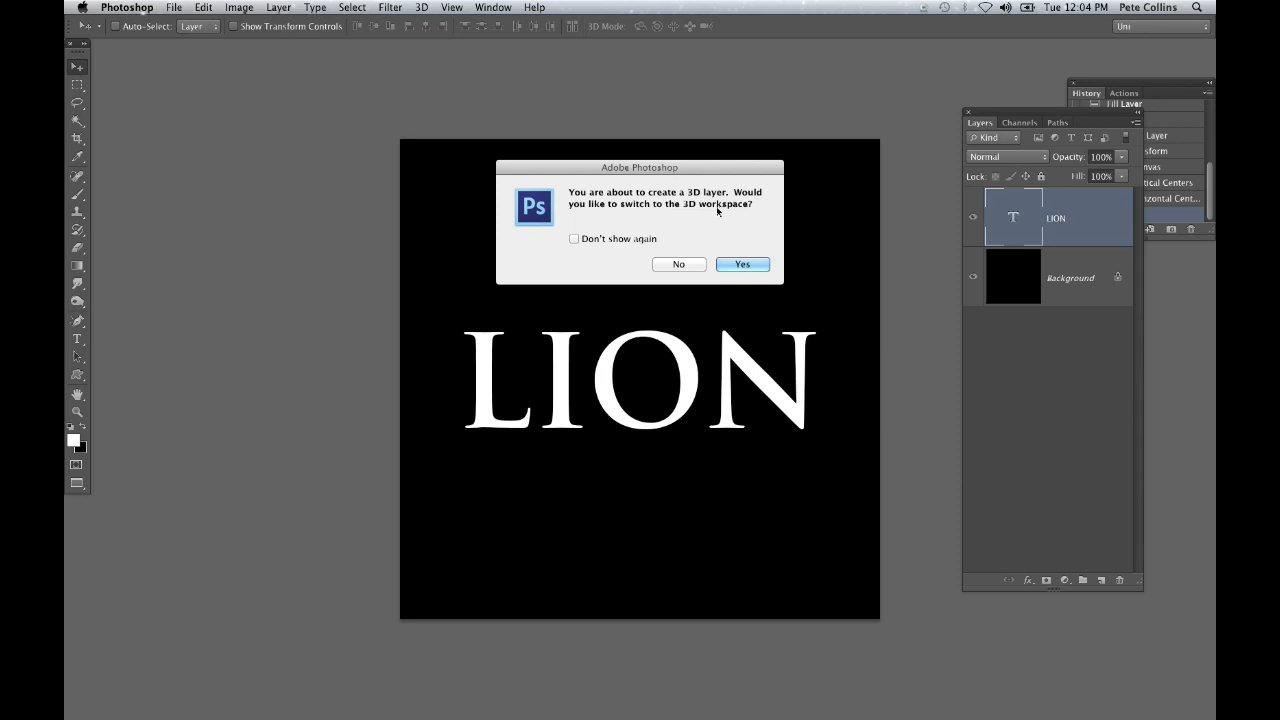 Photoshop File Edit Image Layer Type Select Filter 3D View Window Help Tue 12:04 PM Pete Collins
Auto-Select: Layer Show Transform Controls 3D Mode: Uni
History Actions
Fill Layer
Layers Channels Paths
Kind T Layer
Normal Opacity: 100% sform
nvas
Lock: Fill: 100% tical Centers
izontal Cent...
T LION
Background
fx
T
Adobe Photoshop
Ps
You are about to create a 3D layer. Would
you like to switch to the 3D workspace?
Don't show again
No Yes
LION